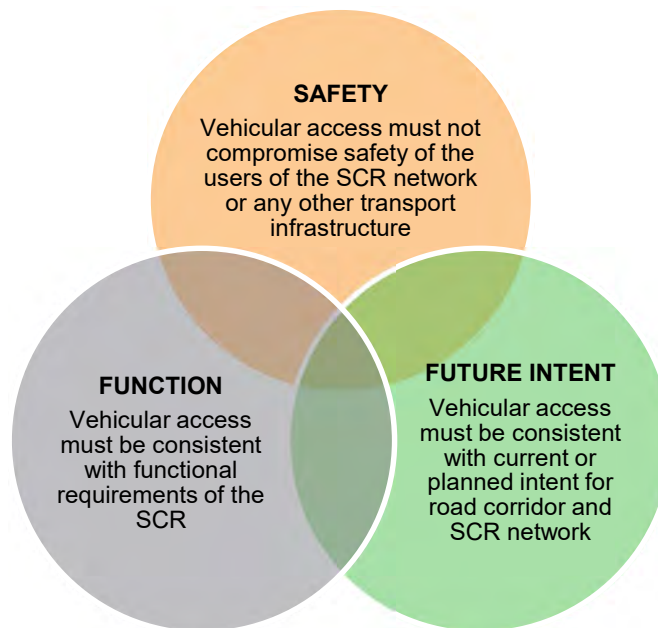 SAFETY
Vehicular access must not
compromise safety of the
users of the SCR network
or any other transport
infrastructure
FUNCTION
Vehicular access
must be consistent
with functional
requirements of the
SCR
FUTURE INTENT
Vehicular access
must be consistent
with current or
planned intent for
road corridor and
SCR network